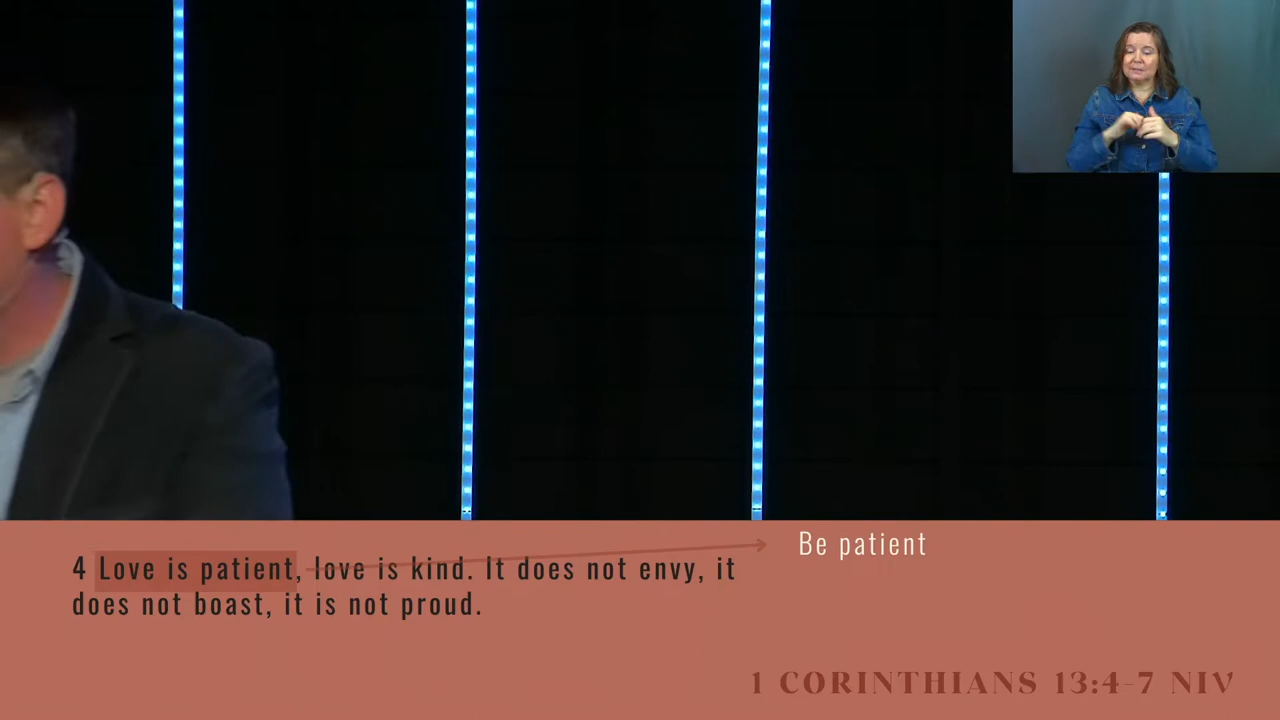 Be patient
4 Love is patient, love is kind. It does not envy, it
does not boast, it is not proud.
1 CORINTHIANS 13:4-7 NIV